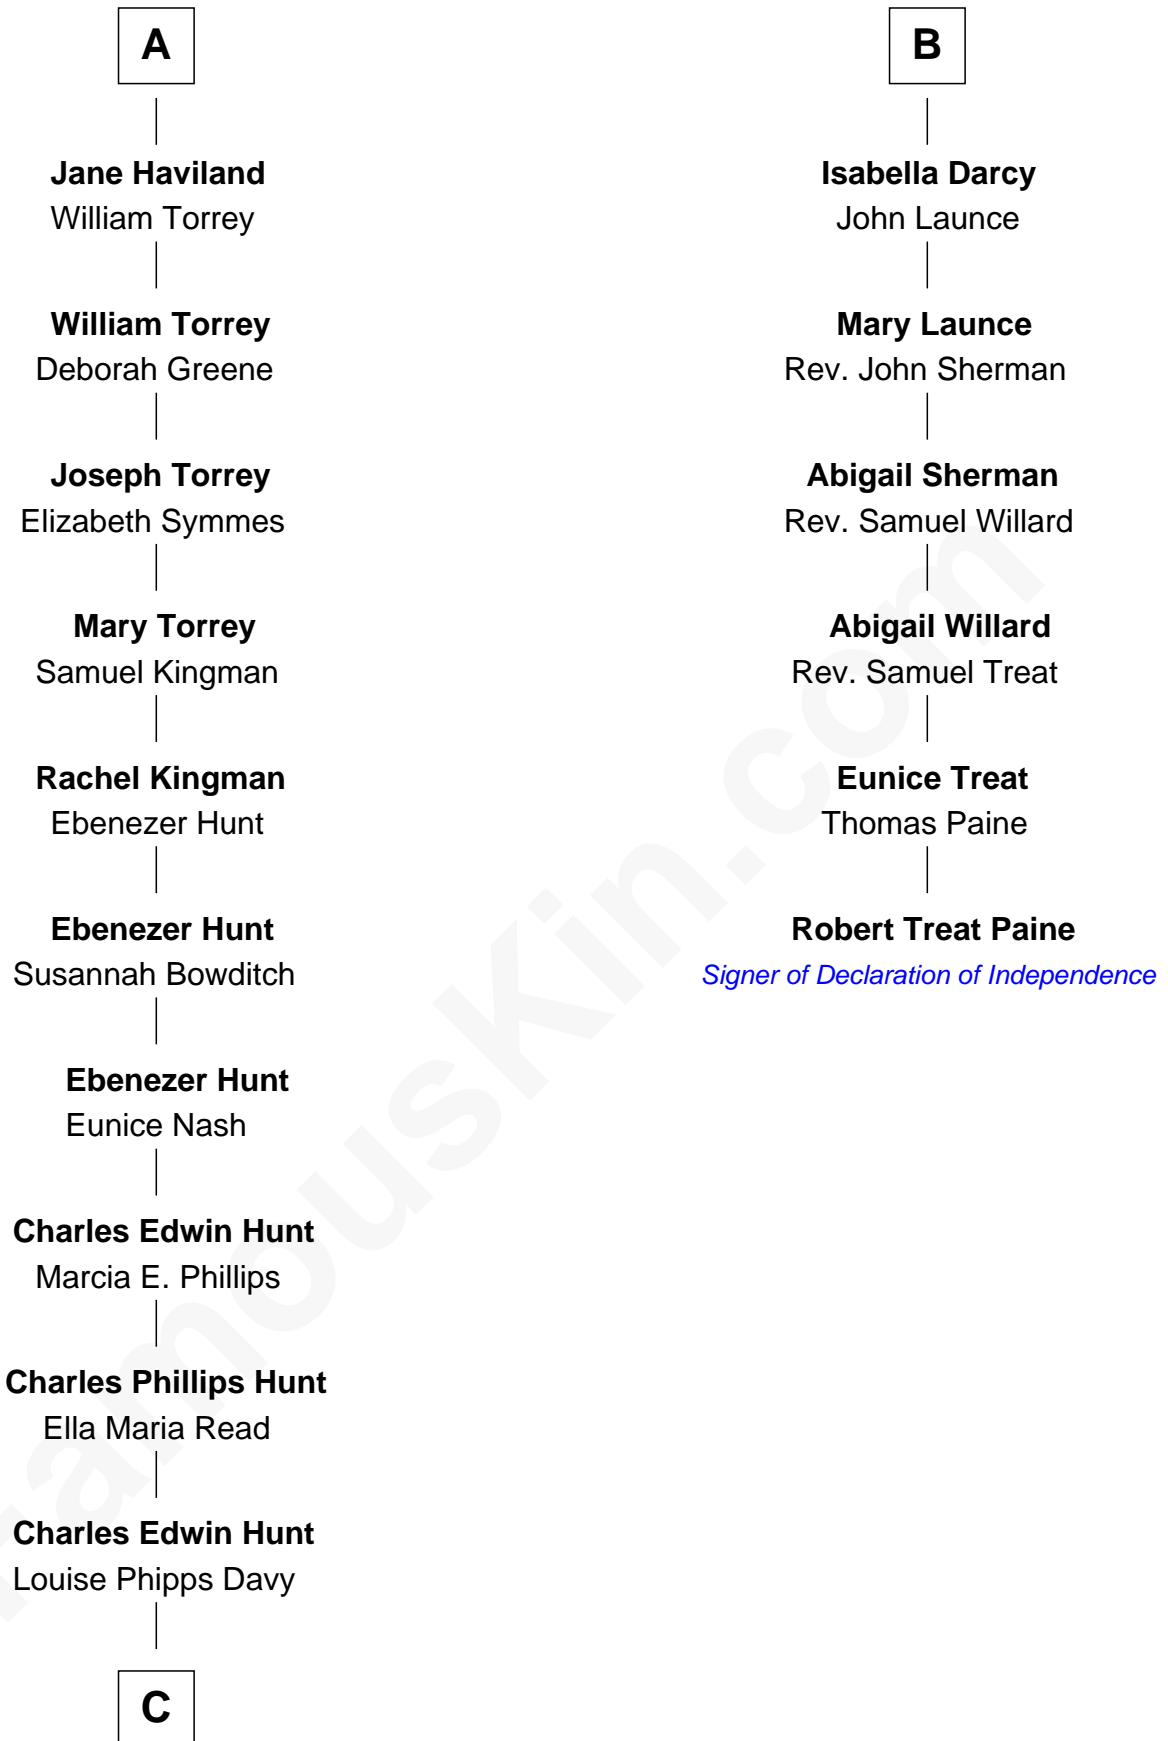 A
Jane Haviland
William Torrey
William Torrey
Deborah Greene
Joseph Torrey
Elizabeth Symmes
Mary Torrey
Samuel Kingman
Rachel Kingman
Ebenezer Hunt
Ebenezer Hunt
Susannah Bowditch
Ebenezer Hunt
Eunice Nash
Charles Edwin Hunt
Marcia E. Phillips
Charles Phillips Hunt
Ella Maria Read
Charles Edwin Hunt
Louise Phipps Davy
C
B
Isabella Darcy
John Launce
Mary Launce
Rev. John Sherman
Abigail Sherman
Rev. Samuel Willard
Abigail Willard
Rev. Samuel Treat
Eunice Treat
Thomas Paine
Robert Treat Paine
Signer of Declaration of Independence
FamousKin.com